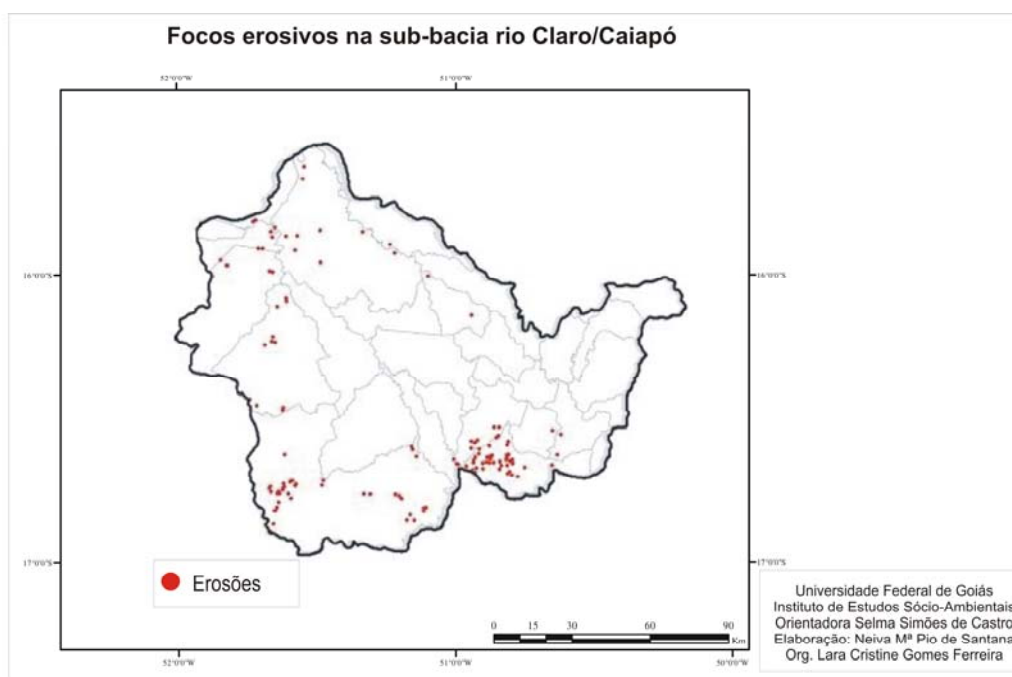 Focos erosivos na sub-bacia rio Claro/Caiapó
52°0'0"W
51°0'0"W
16°0'0"S
16°0'0"S
17°0'0"S
17°0'0"S
Erosões
0 15 30 60 90
Km
52°0'0"W
51°0'0"W
50°0'0"W
Universidade Federal de Goiás
Instituto de Estudos Sócio-Ambientais
Orientadora Selma Simões de Castro
Elaboração: Neiva Mª Pio de Santana
Org. Lara Cristine Gomes Ferreira